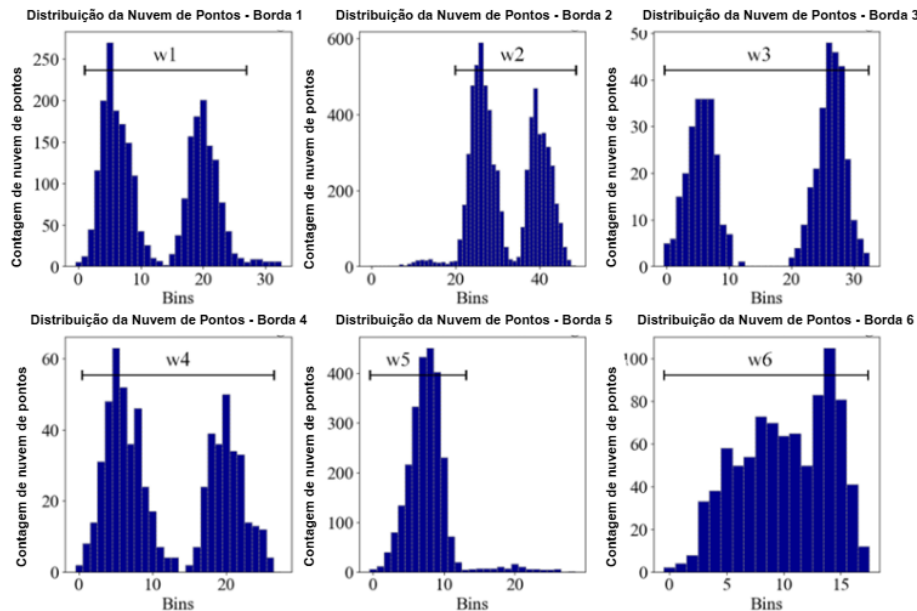 Distribuição da Nuvem de Pontos - Borda 1
Contagem de nuvem de pontos
250
200
150
100
50
0
w1
0 10 20 30
Bins
Distribuição da Nuvem de Pontos - Borda 2
Contagem de nuvem de pontos
600
400
200
0
w2
0 20 40
Bins
Distribuição da Nuvem de Pontos - Borda 3
Contagem de nuvem de pontos
50
40
30
20
10
0
w3
0 10 20 30
Bins
Distribuição da Nuvem de Pontos - Borda 4
Contagem de nuvem de pontos
60
40
20
0
w4
0 10 20
Bins
Distribuição da Nuvem de Pontos - Borda 5
Contagem de nuvem de pontos
400
300
200
100
0
w5
0 10 20
Bins
Distribuição da Nuvem de Pontos - Borda 6
Contagem de nuvem de pontos
100
80
60
40
20
0
w6
0 5 10 15
Bins